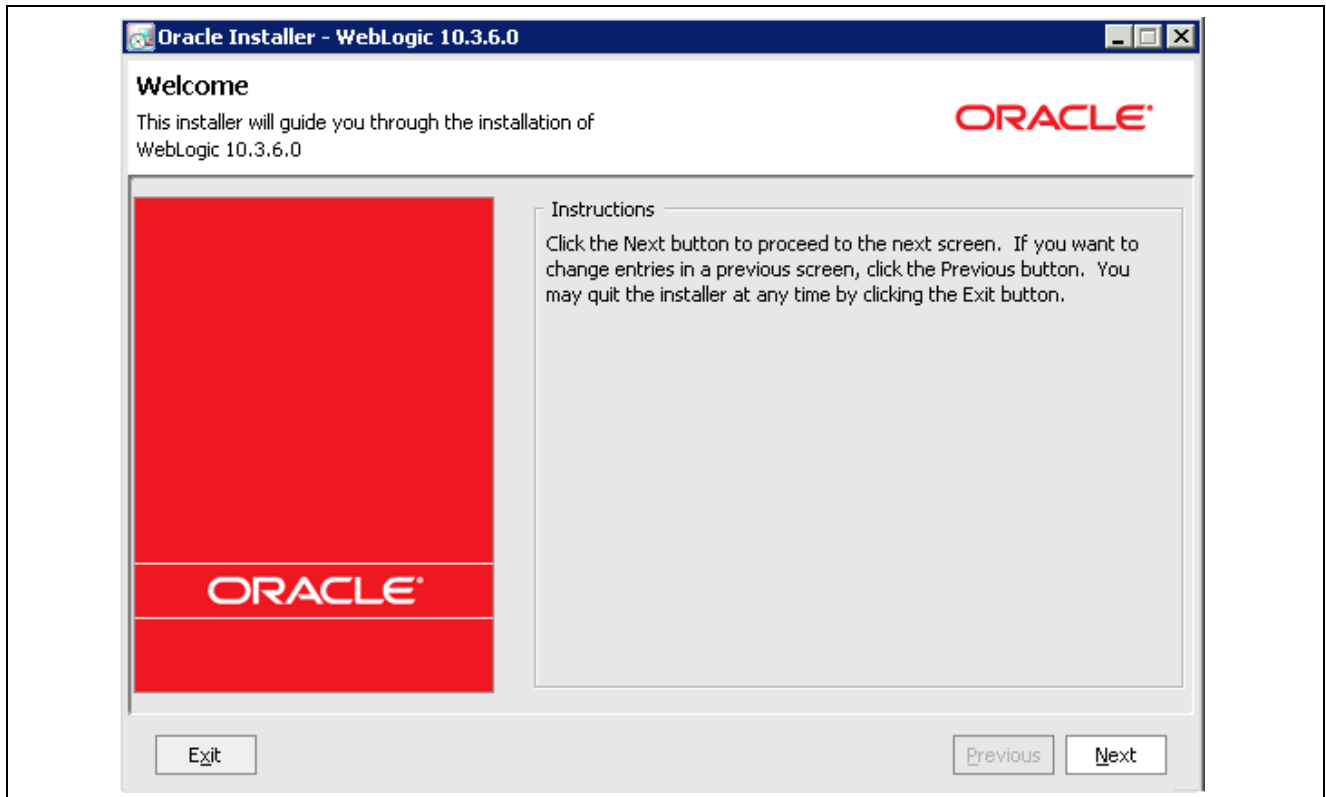 Oracle Installer - WebLogic 10.3.6.0
Welcome
This installer will guide you through the installation of
WebLogic 10.3.6.0
ORACLE
Instructions
Click the Next button to proceed to the next screen. If you want to
change entries in a previous screen, click the Previous button. You
may quit the installer at any time by clicking the Exit button.
ORACLE
Exit
Previous
Next